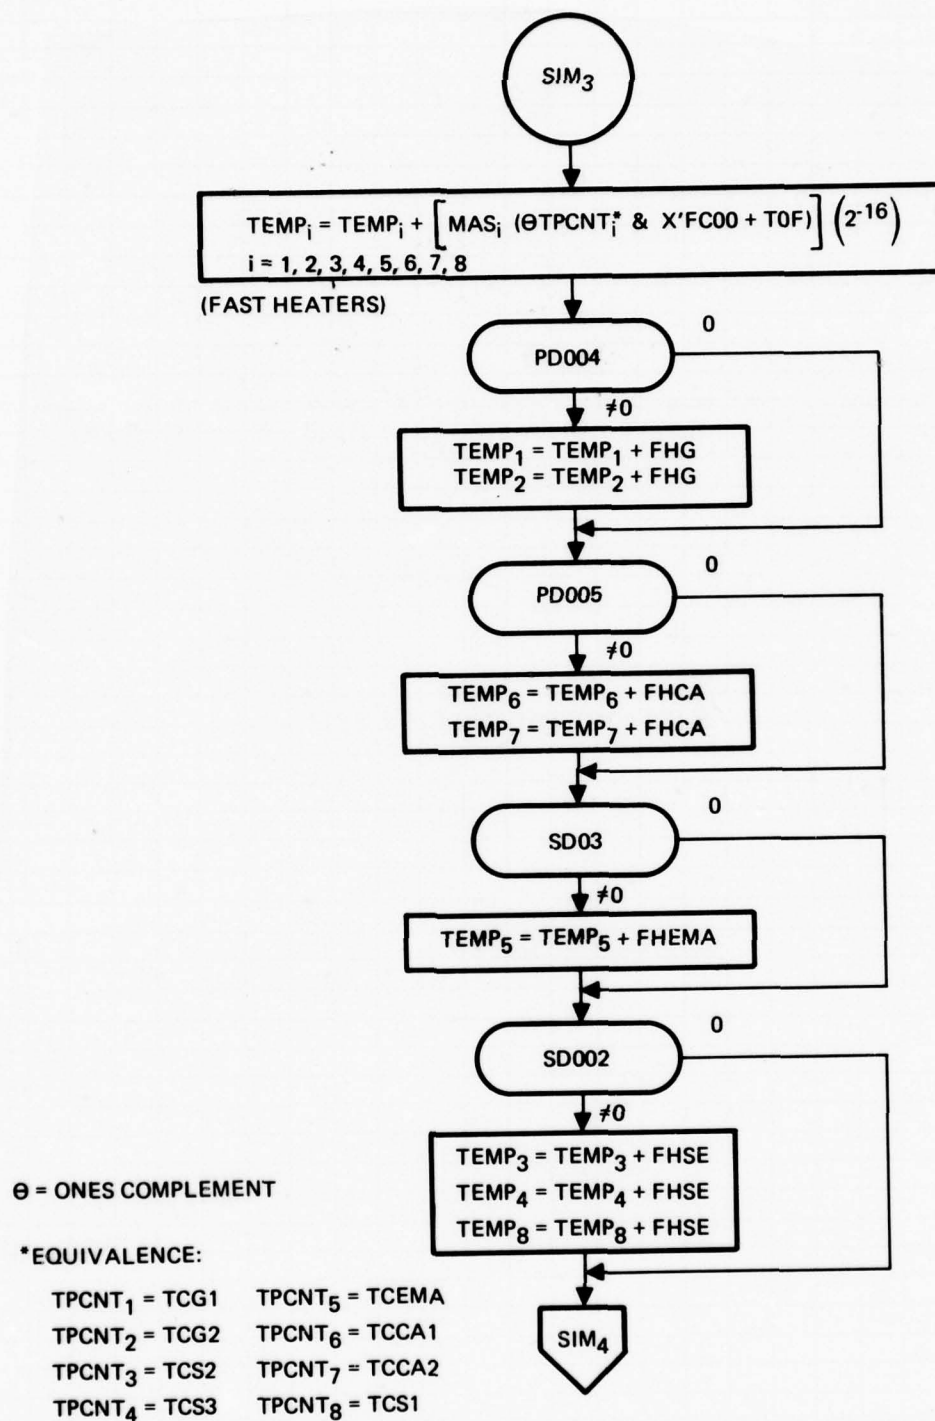 SIM₃
TEMPᵢ = TEMPᵢ + [MASᵢ (ΘTPCNTᵢ* & X'FC00 + T0F)] (2⁻¹⁶)
i = 1, 2, 3, 4, 5, 6, 7, 8
(FAST HEATERS)
0
PD004
≠0
TEMP₁ = TEMP₁ + FHG
TEMP₂ = TEMP₂ + FHG
0
PD005
≠0
TEMP₆ = TEMP₆ + FHCA
TEMP₇ = TEMP₇ + FHCA
0
SD03
≠0
TEMP₅ = TEMP₅ + FHEMA
0
SD002
≠0
TEMP₃ = TEMP₃ + FHSE
TEMP₄ = TEMP₄ + FHSE
TEMP₈ = TEMP₈ + FHSE
SIM₄
Θ = ONES COMPLEMENT
*EQUIVALENCE:
TPCNT₁ = TCG1 TPCNT₅ = TCEMA
TPCNT₂ = TCG2 TPCNT₆ = TCCA1
TPCNT₃ = TCS2 TPCNT₇ = TCCA2
TPCNT₄ = TCS3 TPCNT₈ = TCS1